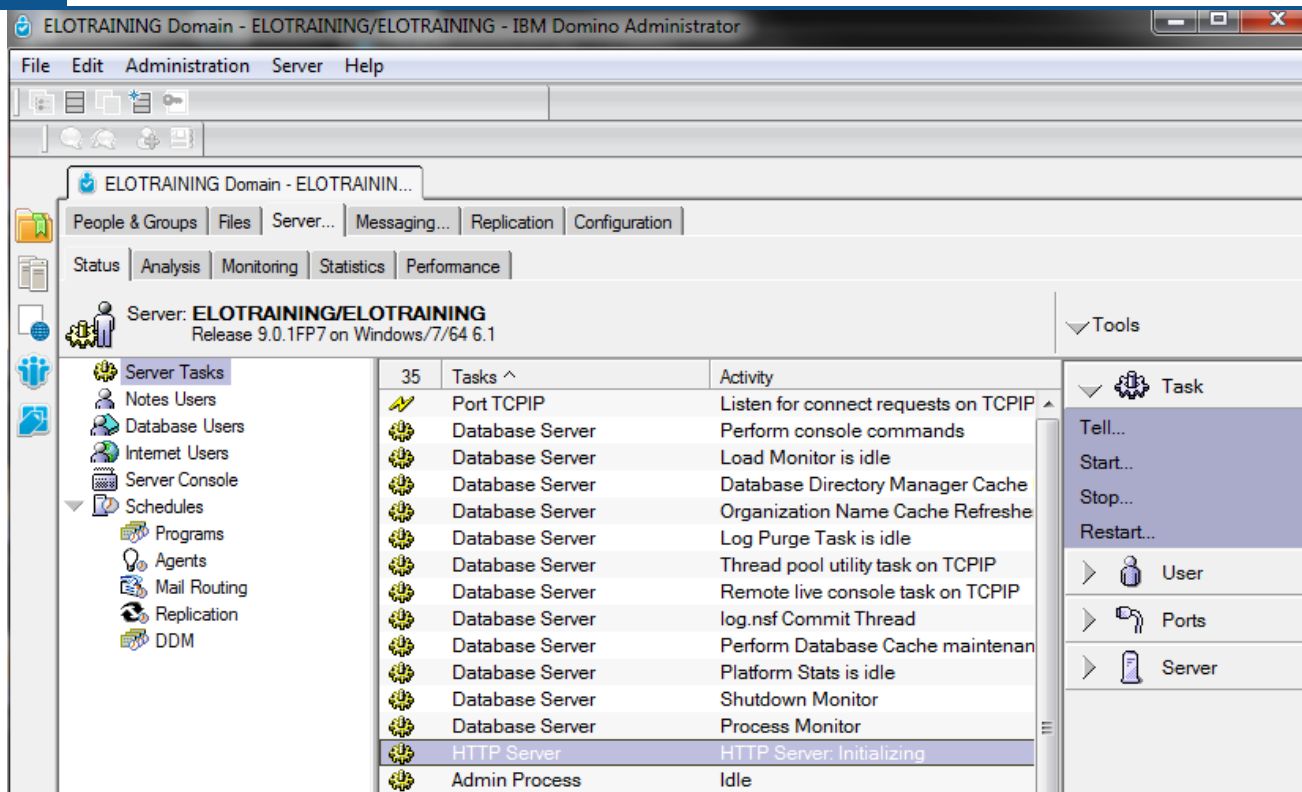 ELOTRAINING Domain - ELOTRAINING/ELOTRAINING - IBM Domino Administrator
File Edit Administration Server Help
ELOTRAINING Domain - ELOTRAININ...
People & Groups Files Server... Messaging... Replication Configuration
Status Analysis Monitoring Statistics Performance
Server: ELOTRAINING/ELOTRAINING
Release 9.0.1FP7 on Windows/7/64 6.1
Tools
Server Tasks
Notes Users
Database Users
Internet Users
Server Console
Schedules
Programs
Agents
Mail Routing
Replication
DDM
35 Tasks ^ Activity
Port TCPIP Listen for connect requests on TCPIP
Database Server Perform console commands
Database Server Load Monitor is idle
Database Server Database Directory Manager Cache
Database Server Organization Name Cache Refreshe
Database Server Log Purge Task is idle
Database Server Thread pool utility task on TCPIP
Database Server Remote live console task on TCPIP
Database Server log.nsf Commit Thread
Database Server Perform Database Cache maintenan
Database Server Platform Stats is idle
Database Server Shutdown Monitor
Database Server Process Monitor
HTTP Server HTTP Server: Initializing
Admin Process Idle
Task
Tell...
Start...
Stop...
Restart...
User
Ports
Server